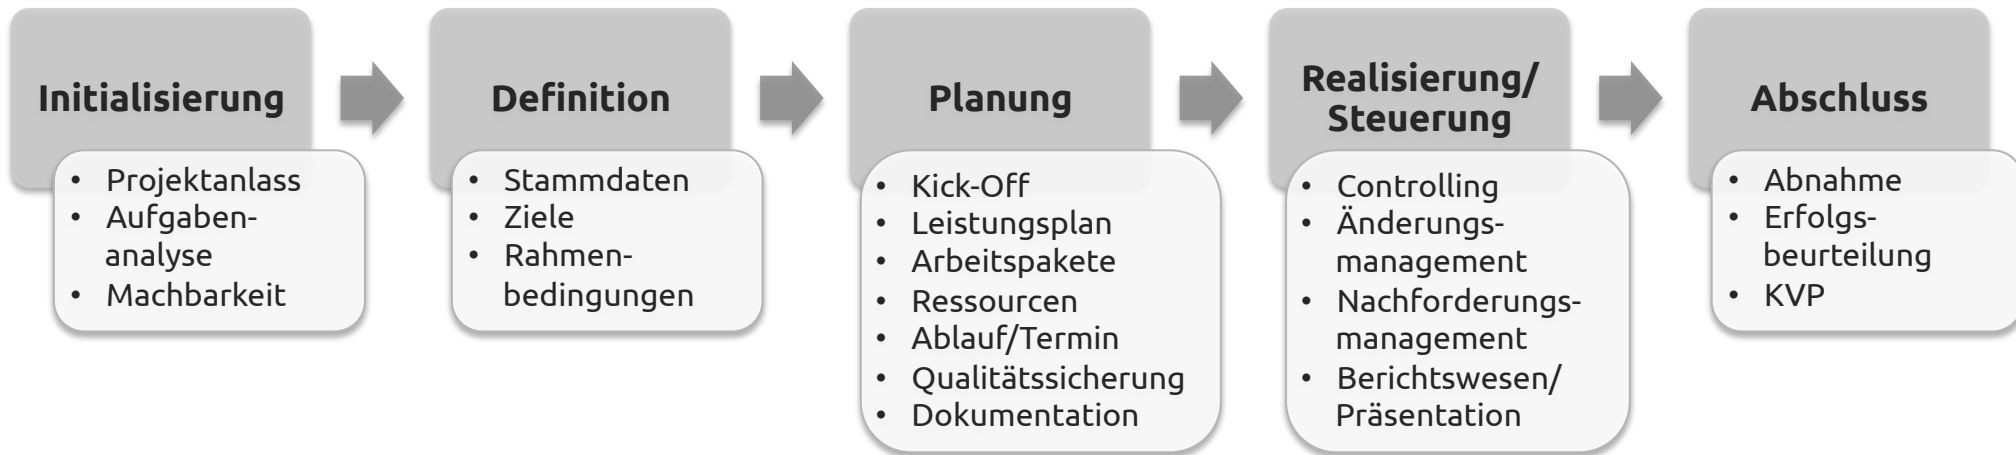 Initialisierung
• Projektanlass
• Aufgaben-
analyse
• Machbarkeit
Definition
• Stammdaten
• Ziele
• Rahmen-
bedingungen
Planung
• Kick-Off
• Leistungsplan
• Arbeitspakete
• Ressourcen
• Ablauf/Termin
• Qualitätssicherung
• Dokumentation
Realisierung/
Steuerung
• Controlling
• Änderungs-
management
• Nachforderungs-
management
• Berichtswesen/
Präsentation
Abschluss
• Abnahme
• Erfolgs-
beurteilung
• KVP